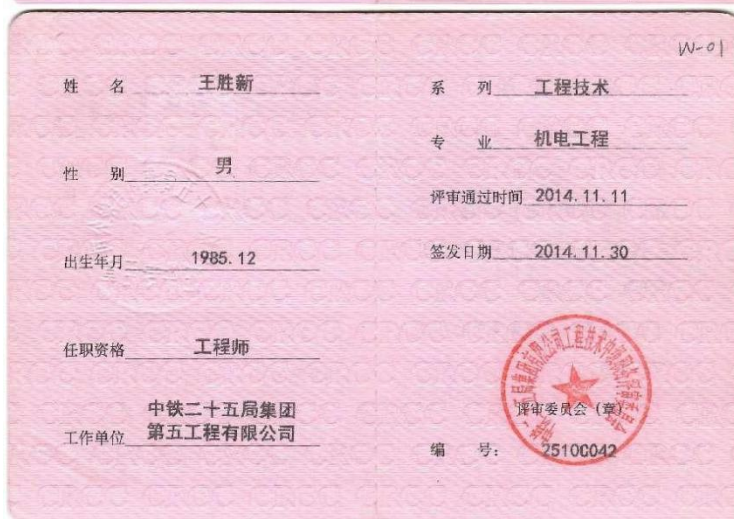 W-01
姓 名 王胜新
性 别 男
出生年月 1985.12
任职资格 工程师
工作单位 中铁二十五局集团
第五工程有限公司
系 列 工程技术
专 业 机电工程
评审通过时间 2014.11.11
签发日期 2014.11.30
评审委员会（章）
编 号： 25100042